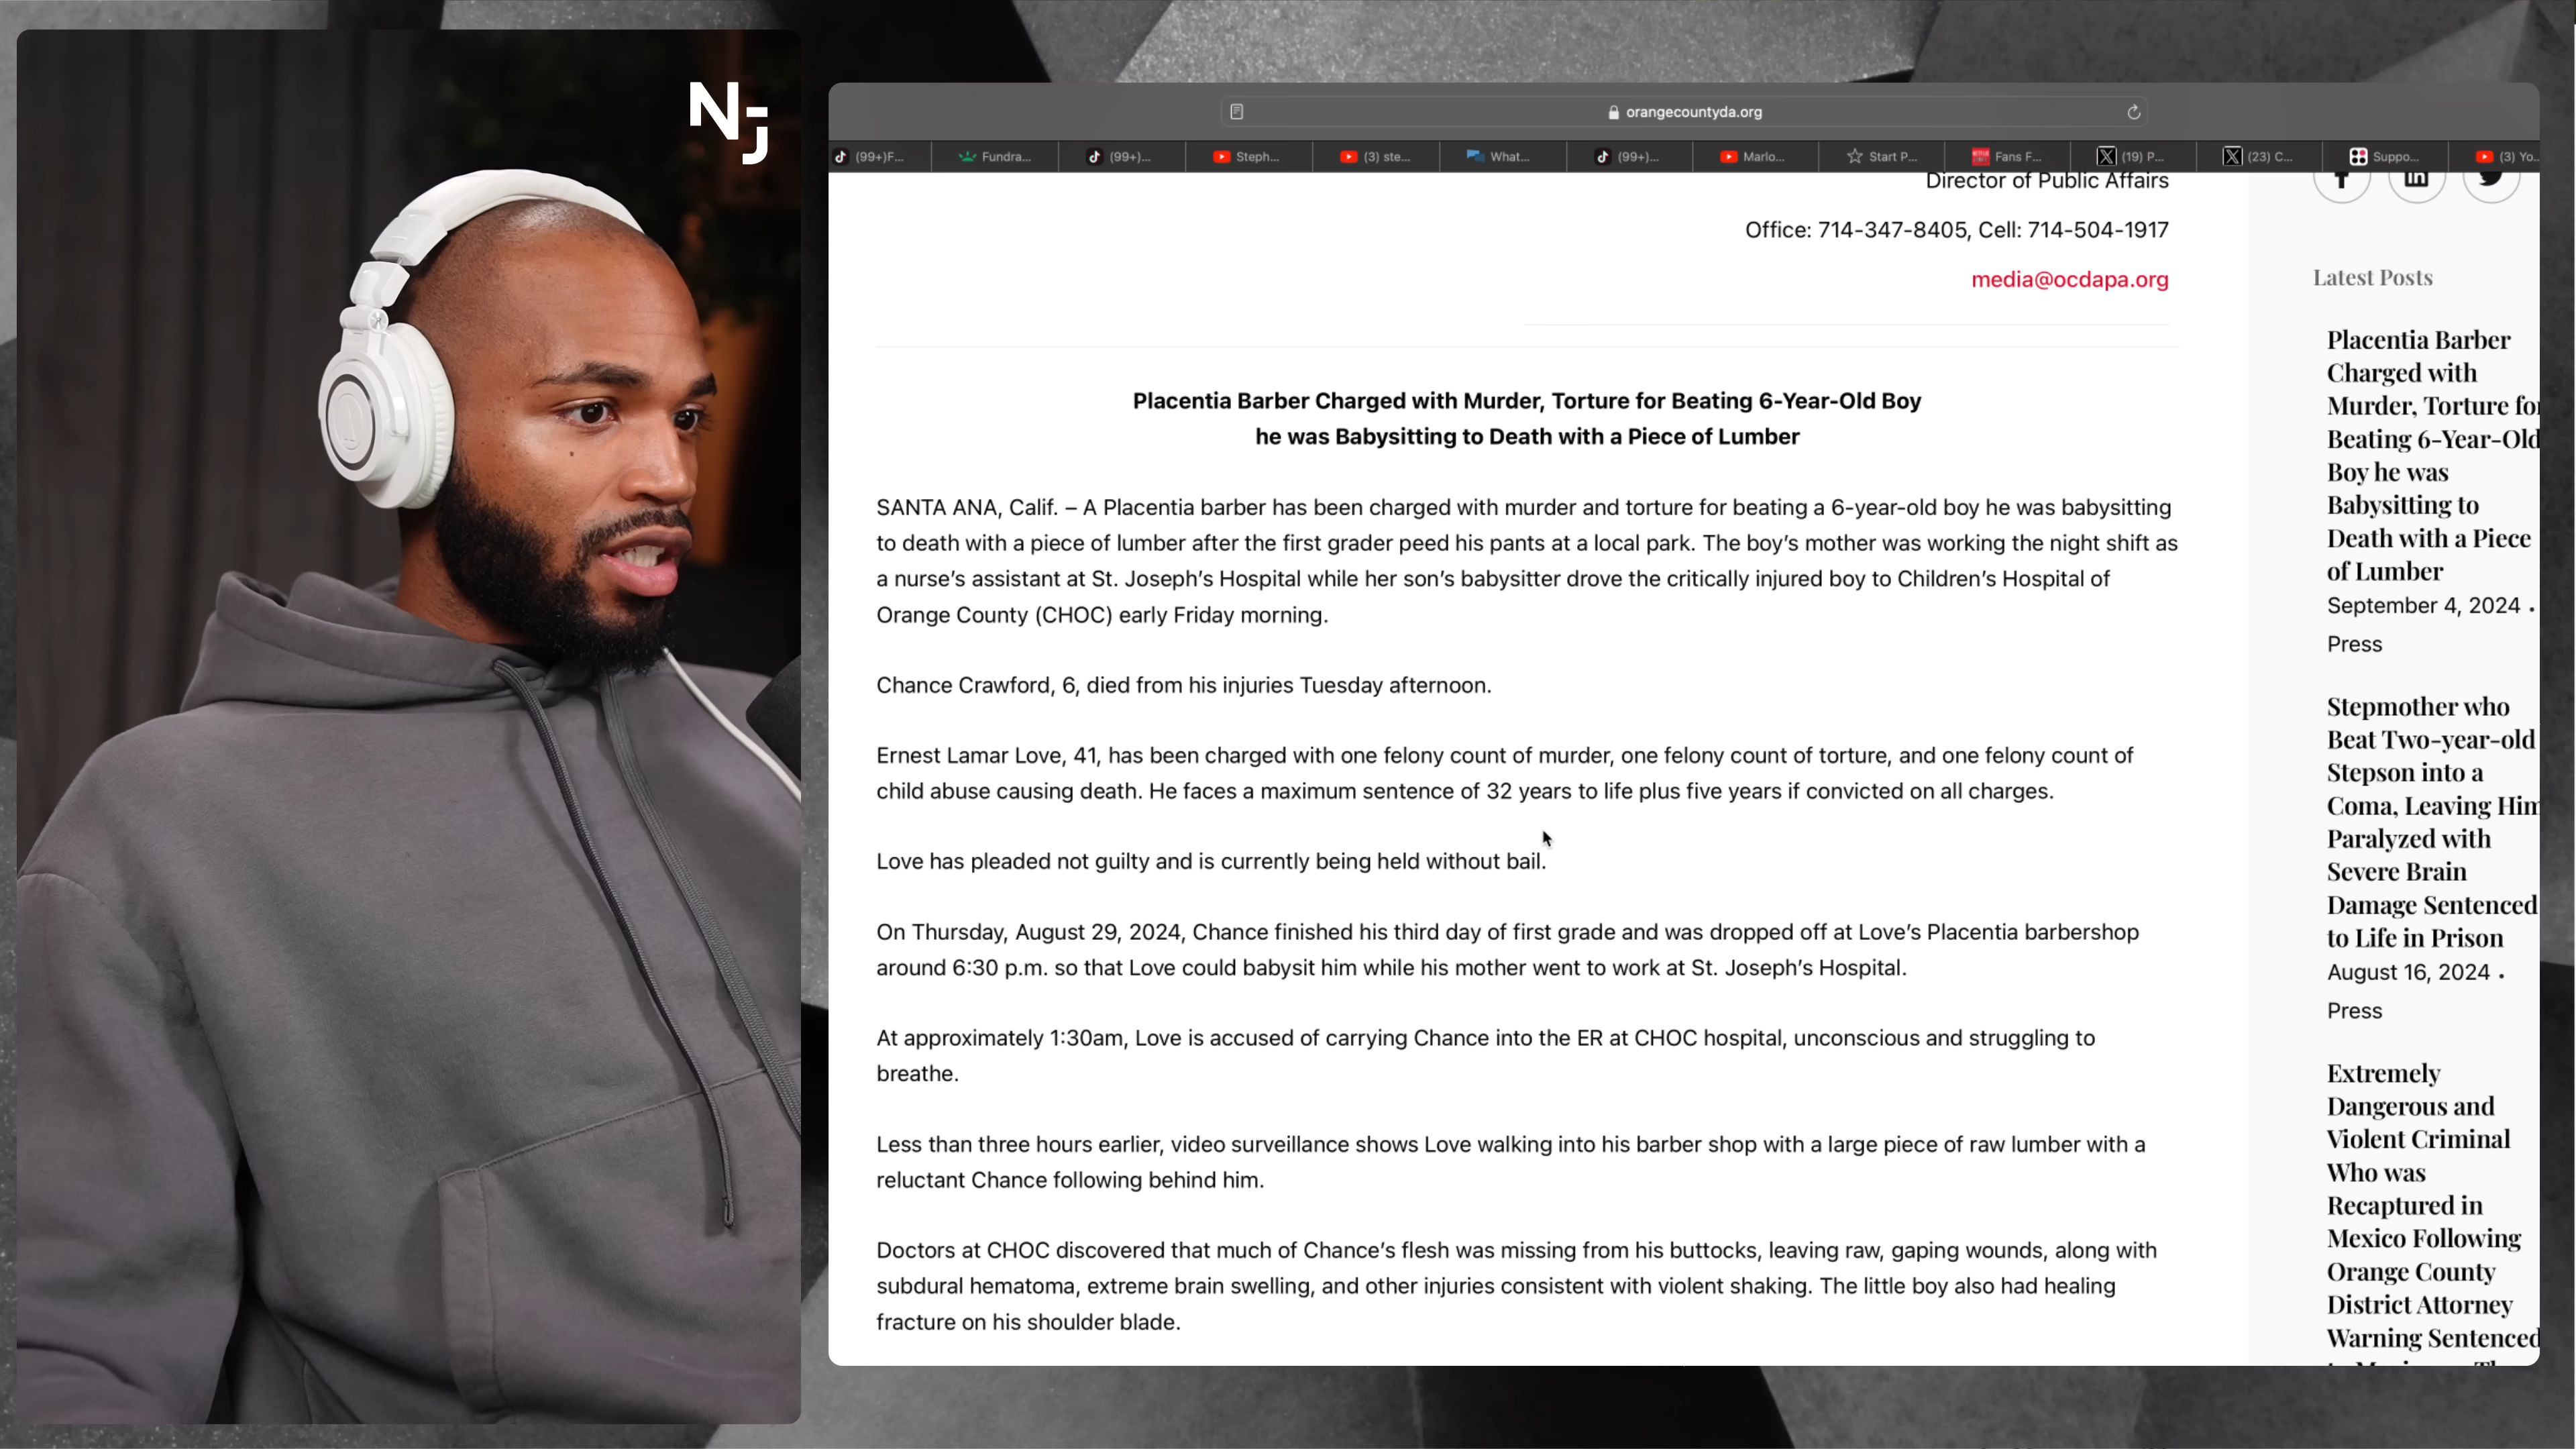 NJ
orangecountyda.org
(99+)F...
Fundra...
(99+)...
Steph...
(3) ste...
What...
(99+)...
Marlo...
Start P...
Fans F...
(19) P...
(23) C...
Suppo...
(3) Yo..
Director of Public Affairs
Office: 714-347-8405, Cell: 714-504-1917
media@ocdapa.org
Placentia Barber Charged with Murder, Torture for Beating 6-Year-Old Boy
he was Babysitting to Death with a Piece of Lumber
SANTA ANA, Calif. – A Placentia barber has been charged with murder and torture for beating a 6-year-old boy he was babysitting
to death with a piece of lumber after the first grader peed his pants at a local park. The boy’s mother was working the night shift as
a nurse’s assistant at St. Joseph’s Hospital while her son’s babysitter drove the critically injured boy to Children’s Hospital of
Orange County (CHOC) early Friday morning.
Chance Crawford, 6, died from his injuries Tuesday afternoon.
Ernest Lamar Love, 41, has been charged with one felony count of murder, one felony count of torture, and one felony count of
child abuse causing death. He faces a maximum sentence of 32 years to life plus five years if convicted on all charges.
Love has pleaded not guilty and is currently being held without bail.
On Thursday, August 29, 2024, Chance finished his third day of first grade and was dropped off at Love’s Placentia barbershop
around 6:30 p.m. so that Love could babysit him while his mother went to work at St. Joseph’s Hospital.
At approximately 1:30am, Love is accused of carrying Chance into the ER at CHOC hospital, unconscious and struggling to
breathe.
Less than three hours earlier, video surveillance shows Love walking into his barber shop with a large piece of raw lumber with a
reluctant Chance following behind him.
Doctors at CHOC discovered that much of Chance’s flesh was missing from his buttocks, leaving raw, gaping wounds, along with
subdural hematoma, extreme brain swelling, and other injuries consistent with violent shaking. The little boy also had healing
fracture on his shoulder blade.
Latest Posts
Placentia Barber
Charged with
Murder, Torture for
Beating 6-Year-Old
Boy he was
Babysitting to
Death with a Piece
of Lumber
September 4, 2024 •
Press
Stepmother who
Beat Two-year-old
Stepson into a
Coma, Leaving Him
Paralyzed with
Severe Brain
Damage Sentenced
to Life in Prison
August 16, 2024 •
Press
Extremely
Dangerous and
Violent Criminal
Who was
Recaptured in
Mexico Following
Orange County
District Attorney
Warning Sentenced